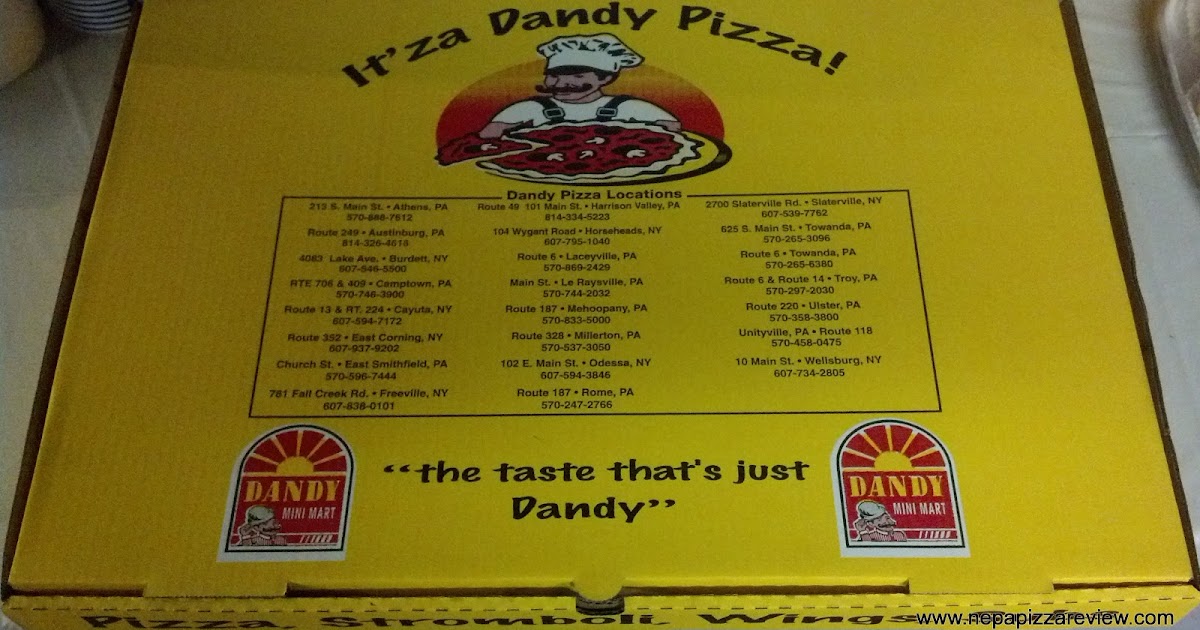 It'za Dandy Pizza!
Dandy Pizza Locations
213 S. Main St. • Athens, PA
570-888-7512
Route 249 • Austinburg, PA
814-326-4618
4083 Lake Ave. • Burdett, NY
607-546-5500
RTE 706 & 409 • Camptown, PA
570-746-3900
Route 13 & RT. 224 • Cayuta, NY
607-594-7172
Route 352 • East Corning, NY
607-937-9202
Church St. • East Smithfield, PA
570-596-7444
781 Fall Creek Rd. • Freeville, NY
607-838-0101
Route 49 101 Main St. • Harrison Valley, PA
814-334-5223
104 Wygant Road • Horseheads, NY
607-795-1040
Route 6 • Laceyville, PA
570-869-2429
Main St. • Le Raysville, PA
570-744-2032
Route 187 • Mehoopany, PA
570-833-5000
Route 328 • Millerton, PA
570-537-3050
102 E. Main St. • Odessa, NY
607-594-3846
Route 187 • Rome, PA
570-247-2766
2700 Slaterville Rd. • Slaterville, NY
607-539-7762
625 S. Main St. • Towanda, PA
570-265-3096
Route 6 • Towanda, PA
570-265-6380
Route 6 & Route 14 • Troy, PA
570-297-2030
Route 220 • Ulster, PA
570-358-3800
Unityville, PA • Route 118
570-458-0475
10 Main St. • Wellsburg, NY
607-734-2805
“the taste that's just
Dandy”
DANDY
MINI MART
DANDY
MINI MART
Pizza, Stromboli, Wings
www.nepapizzareview.com